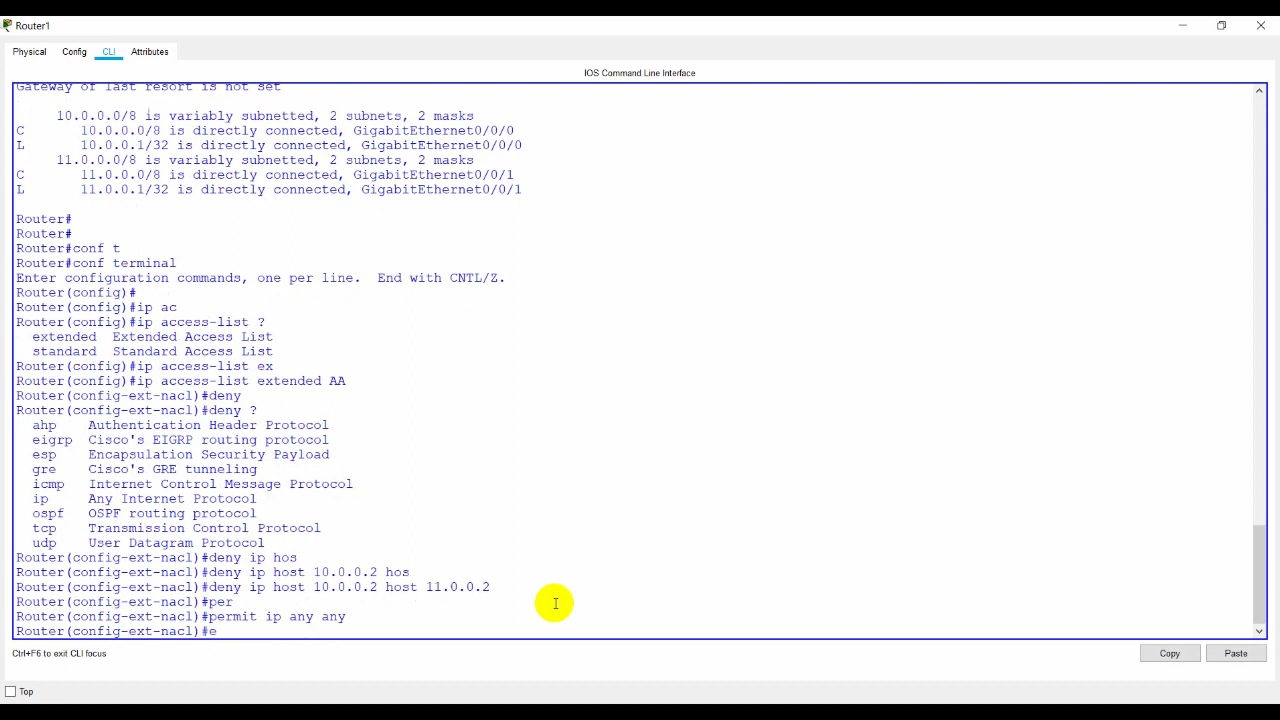 Router1
Physical Config CLI Attributes
IOS Command Line Interface
Gateway of last resort is not set
10.0.0.0/8 is variably subnetted, 2 subnets, 2 masks
C 10.0.0.0/8 is directly connected, GigabitEthernet0/0/0
L 10.0.0.1/32 is directly connected, GigabitEthernet0/0/0
11.0.0.0/8 is variably subnetted, 2 subnets, 2 masks
C 11.0.0.0/8 is directly connected, GigabitEthernet0/0/1
L 11.0.0.1/32 is directly connected, GigabitEthernet0/0/1
Router#
Router#
Router#conf t
Router#conf terminal
Enter configuration commands, one per line. End with CNTL/Z.
Router(config)#
Router(config)#ip ac
Router(config)#ip access-list ?
extended Extended Access List
standard Standard Access List
Router(config)#ip access-list ex
Router(config)#ip access-list extended AA
Router(config-ext-nacl)#deny
Router(config-ext-nacl)#deny ?
ahp Authentication Header Protocol
eigrp Cisco's EIGRP routing protocol
esp Encapsulation Security Payload
gre Cisco's GRE tunneling
icmp Internet Control Message Protocol
ip Any Internet Protocol
ospf OSPF routing protocol
tcp Transmission Control Protocol
udp User Datagram Protocol
Router(config-ext-nacl)#deny ip hos
Router(config-ext-nacl)#deny ip host 10.0.0.2 hos
Router(config-ext-nacl)#deny ip host 10.0.0.2 host 11.0.0.2
Router(config-ext-nacl)#per
Router(config-ext-nacl)#permit ip any any
Router(config-ext-nacl)#e
Ctrl+F6 to exit CLI focus
Copy Paste
Top